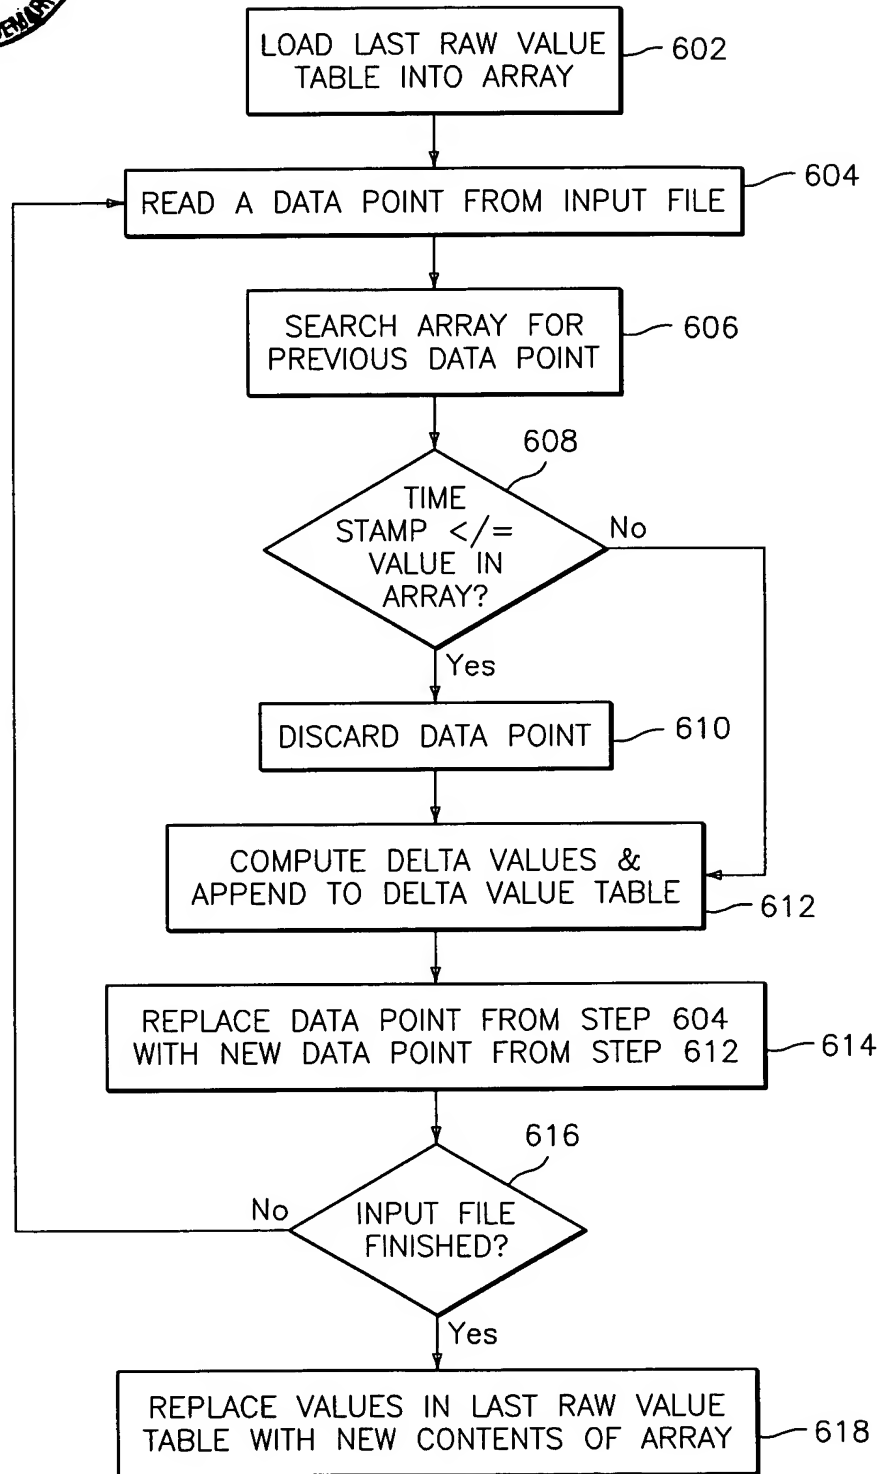 LOAD LAST RAW VALUE
TABLE INTO ARRAY
602
READ A DATA POINT FROM INPUT FILE
604
SEARCH ARRAY FOR
PREVIOUS DATA POINT
606
608
TIME
STAMP </=
VALUE IN
ARRAY?
No
Yes
DISCARD DATA POINT
610
COMPUTE DELTA VALUES &
APPEND TO DELTA VALUE TABLE
612
REPLACE DATA POINT FROM STEP 604
WITH NEW DATA POINT FROM STEP 612
614
616
No
INPUT FILE
FINISHED?
Yes
REPLACE VALUES IN LAST RAW VALUE
TABLE WITH NEW CONTENTS OF ARRAY
618